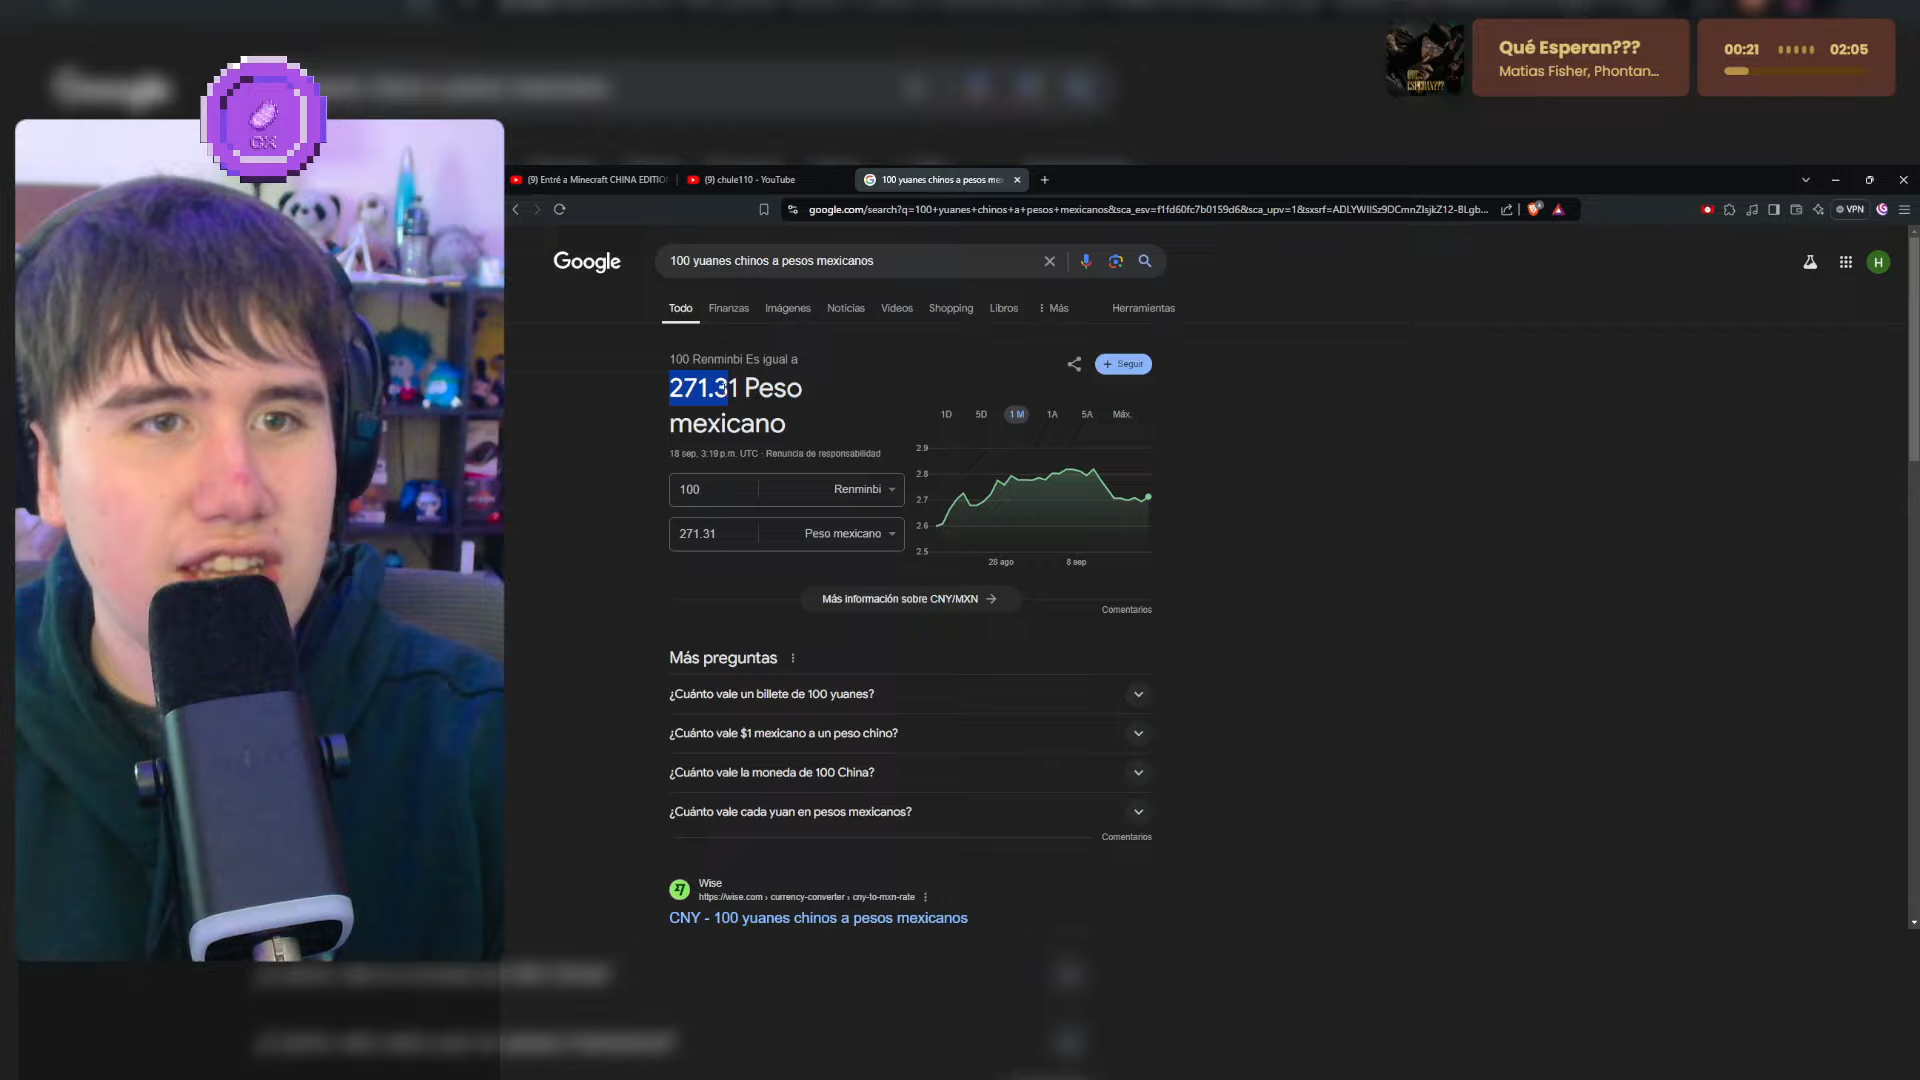 Qué Esperan???
Matias Fisher, Phontan...
00:21
02:05
QUÉ
ESPERAN???
Google
OX
(9) Entré a Minecraft CHINA EDITIO
(9) chule110 - YouTube
100 yuanes chinos a pesos me
google.com/search?q=100+yuanes+chinos+a+pesos+mexicanos&sca_esv=f1fd60fc7b0159d6&sca_upv=1&sxsrf=ADLYWIISz9DCmnZIsjkZ12-BLgb...
VPN
Google
100 yuanes chinos a pesos mexicanos
H
Todo
Finanzas
Imágenes
Noticias
Videos
Shopping
Libros
Más
Herramientas
100 Renminbi Es igual a
271.31 Peso
mexicano
18 sep, 3:19 p.m. UTC · Renuncia de responsabilidad
100
Renminbi
271.31
Peso mexicano
Seguir
1D
5D
1 M
1A
5A
Máx.
2.9
2.8
2.7
2.6
2.5
28 ago
8 sep
Más información sobre CNY/MXN
Comentarios
Más preguntas
¿Cuánto vale un billete de 100 yuanes?
¿Cuánto vale $1 mexicano a un peso chino?
¿Cuánto vale la moneda de 100 China?
¿Cuánto vale cada yuan en pesos mexicanos?
Comentarios
Wise
https://wise.com › currency-converter › cny-to-mxn-rate
CNY - 100 yuanes chinos a pesos mexicanos